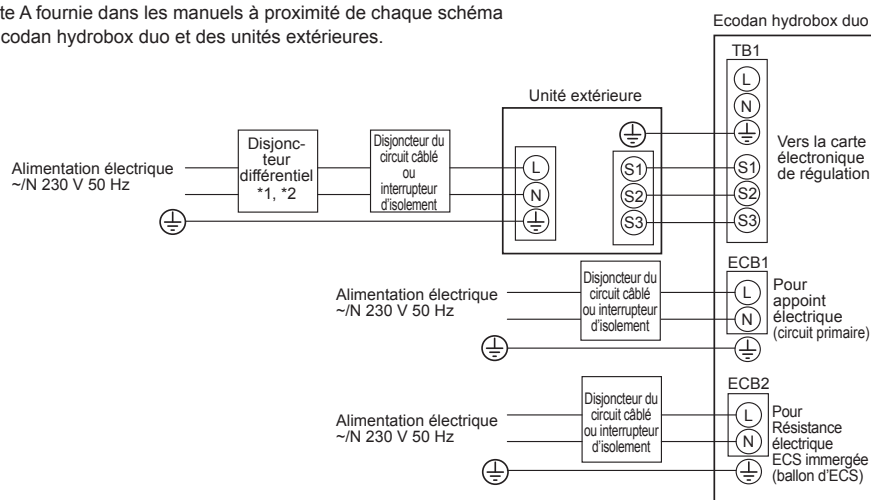 te A fournie dans les manuels à proximité de chaque schéma
codan hydrobox duo et des unités extérieures.
Ecodan hydrobox duo
TB1
L
N
Unité extérieure
Vers la carte
électronique
de régulation
Alimentation électrique
~/N 230 V 50 Hz
Disjonc-
teur
différentiel
*1, *2
Disjoncteur du
circuit câblé
ou
interrupteur
d'isolement
L
N
S1
S2
S3
S1
S2
S3
ECB1
Alimentation électrique
~/N 230 V 50 Hz
Disjoncteur du
circuit câblé
ou interrupteur
d'isolement
L
N
Pour
appoint
électrique
(circuit primaire)
ECB2
Alimentation électrique
~/N 230 V 50 Hz
Disjoncteur du
circuit câblé
ou interrupteur
d'isolement
L
N
Pour
Résistance
électrique
ECS immergée
(ballon d'ECS)